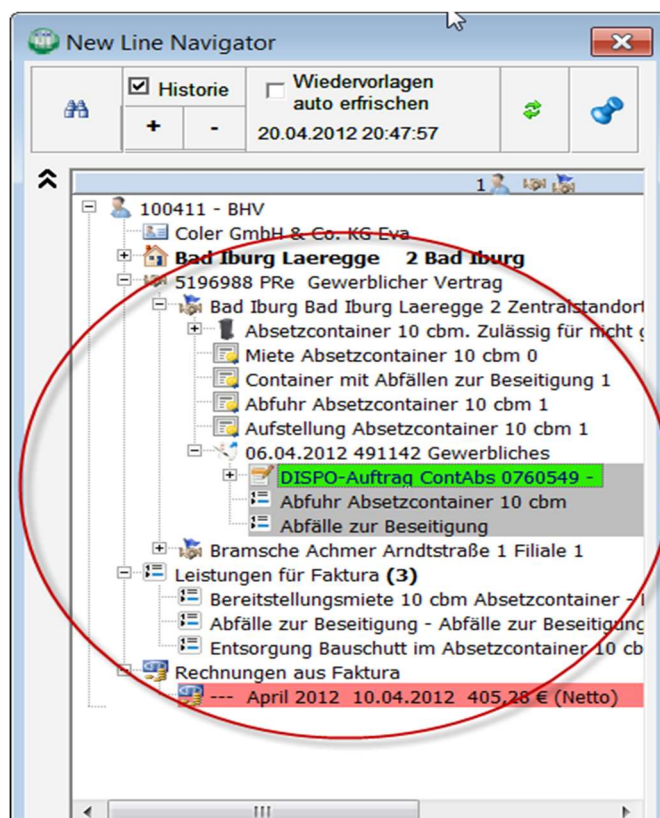 New Line Navigator
Historie
Wiedervorlagen
auto erfrischen
+ -
20.04.2012 20:47:57
1
100411 - BHV
Coler GmbH & Co. KG Eva
Bad Iburg Laeregge 2 Bad Iburg
5196988 PRe Gewerblicher Vertrag
Bad Iburg Bad Iburg Laeregge 2 Zentralstandort
Absetzcontainer 10 cbm. Zulässig für nicht
Miete Absetzcontainer 10 cbm 0
Container mit Abfällen zur Beseitigung 1
Abfuhr Absetzcontainer 10 cbm 1
Aufstellung Absetzcontainer 10 cbm 1
06.04.2012 491142 Gewerbliches
DISPO-Auftrag ContAbs 0760549 -
Abfuhr Absetzcontainer 10 cbm
Abfälle zur Beseitigung
Bramsche Achmer Arndtstraße 1 Filiale 1
Leistungen für Faktura (3)
Bereitstellungsmiete 10 cbm Absetzcontainer -
Abfälle zur Beseitigung - Abfälle zur Beseitigung
Entsorgung Bauschutt im Absetzcontainer 10 cb
Rechnungen aus Faktura
--- April 2012 10.04.2012 405,28 € (Netto)